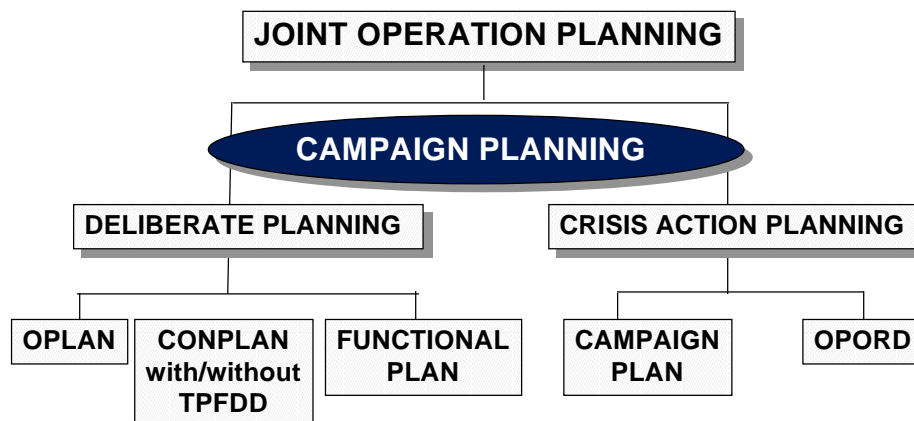 JOINT OPERATION PLANNING
CAMPAIGN PLANNING
DELIBERATE PLANNING
CRISIS ACTION PLANNING
OPLAN
CONPLAN
with/without
TPFDD
FUNCTIONAL
PLAN
CAMPAIGN
PLAN
OPORD